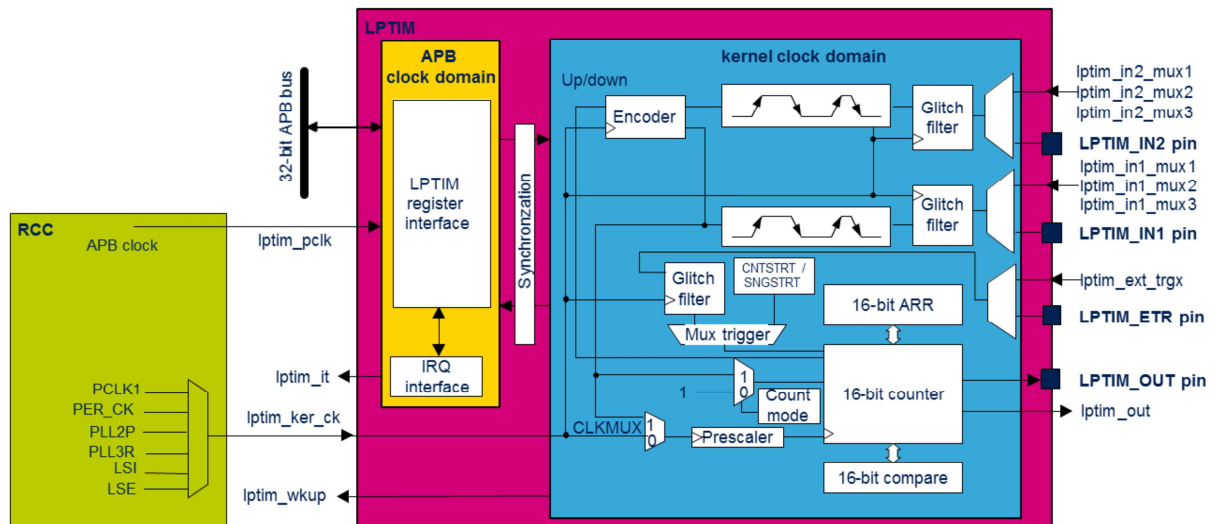 LPTIM
APB
clock domain
kernel clock domain
Up/down
Encoder
Glitch
filter
lptim_in2_mux1
lptim_in2_mux2
lptim_in2_mux3
LPTIM_IN2 pin
32-bit APB bus
LPTIM
register
interface
Synchronization
lptim_in1_mux1
lptim_in1_mux2
lptim_in1_mux3
Glitch
filter
LPTIM_IN1 pin
RCC
APB clock
lptim_pclk
Glitch
filter
CNTSTRT /
SNGSTRT
lptim_ext_trgx
16-bit ARR
LPTIM_ETR pin
Mux trigger
IRQ
interface
lptim_it
1
0
1
Count
mode
16-bit counter
LPTIM_OUT pin
lptim_out
PCLK1
PER_CK
PLL2P
PLL3R
LSI
LSE
lptim_ker_ck
CLKMUX
1
0
Prescaler
16-bit compare
lptim_wkup